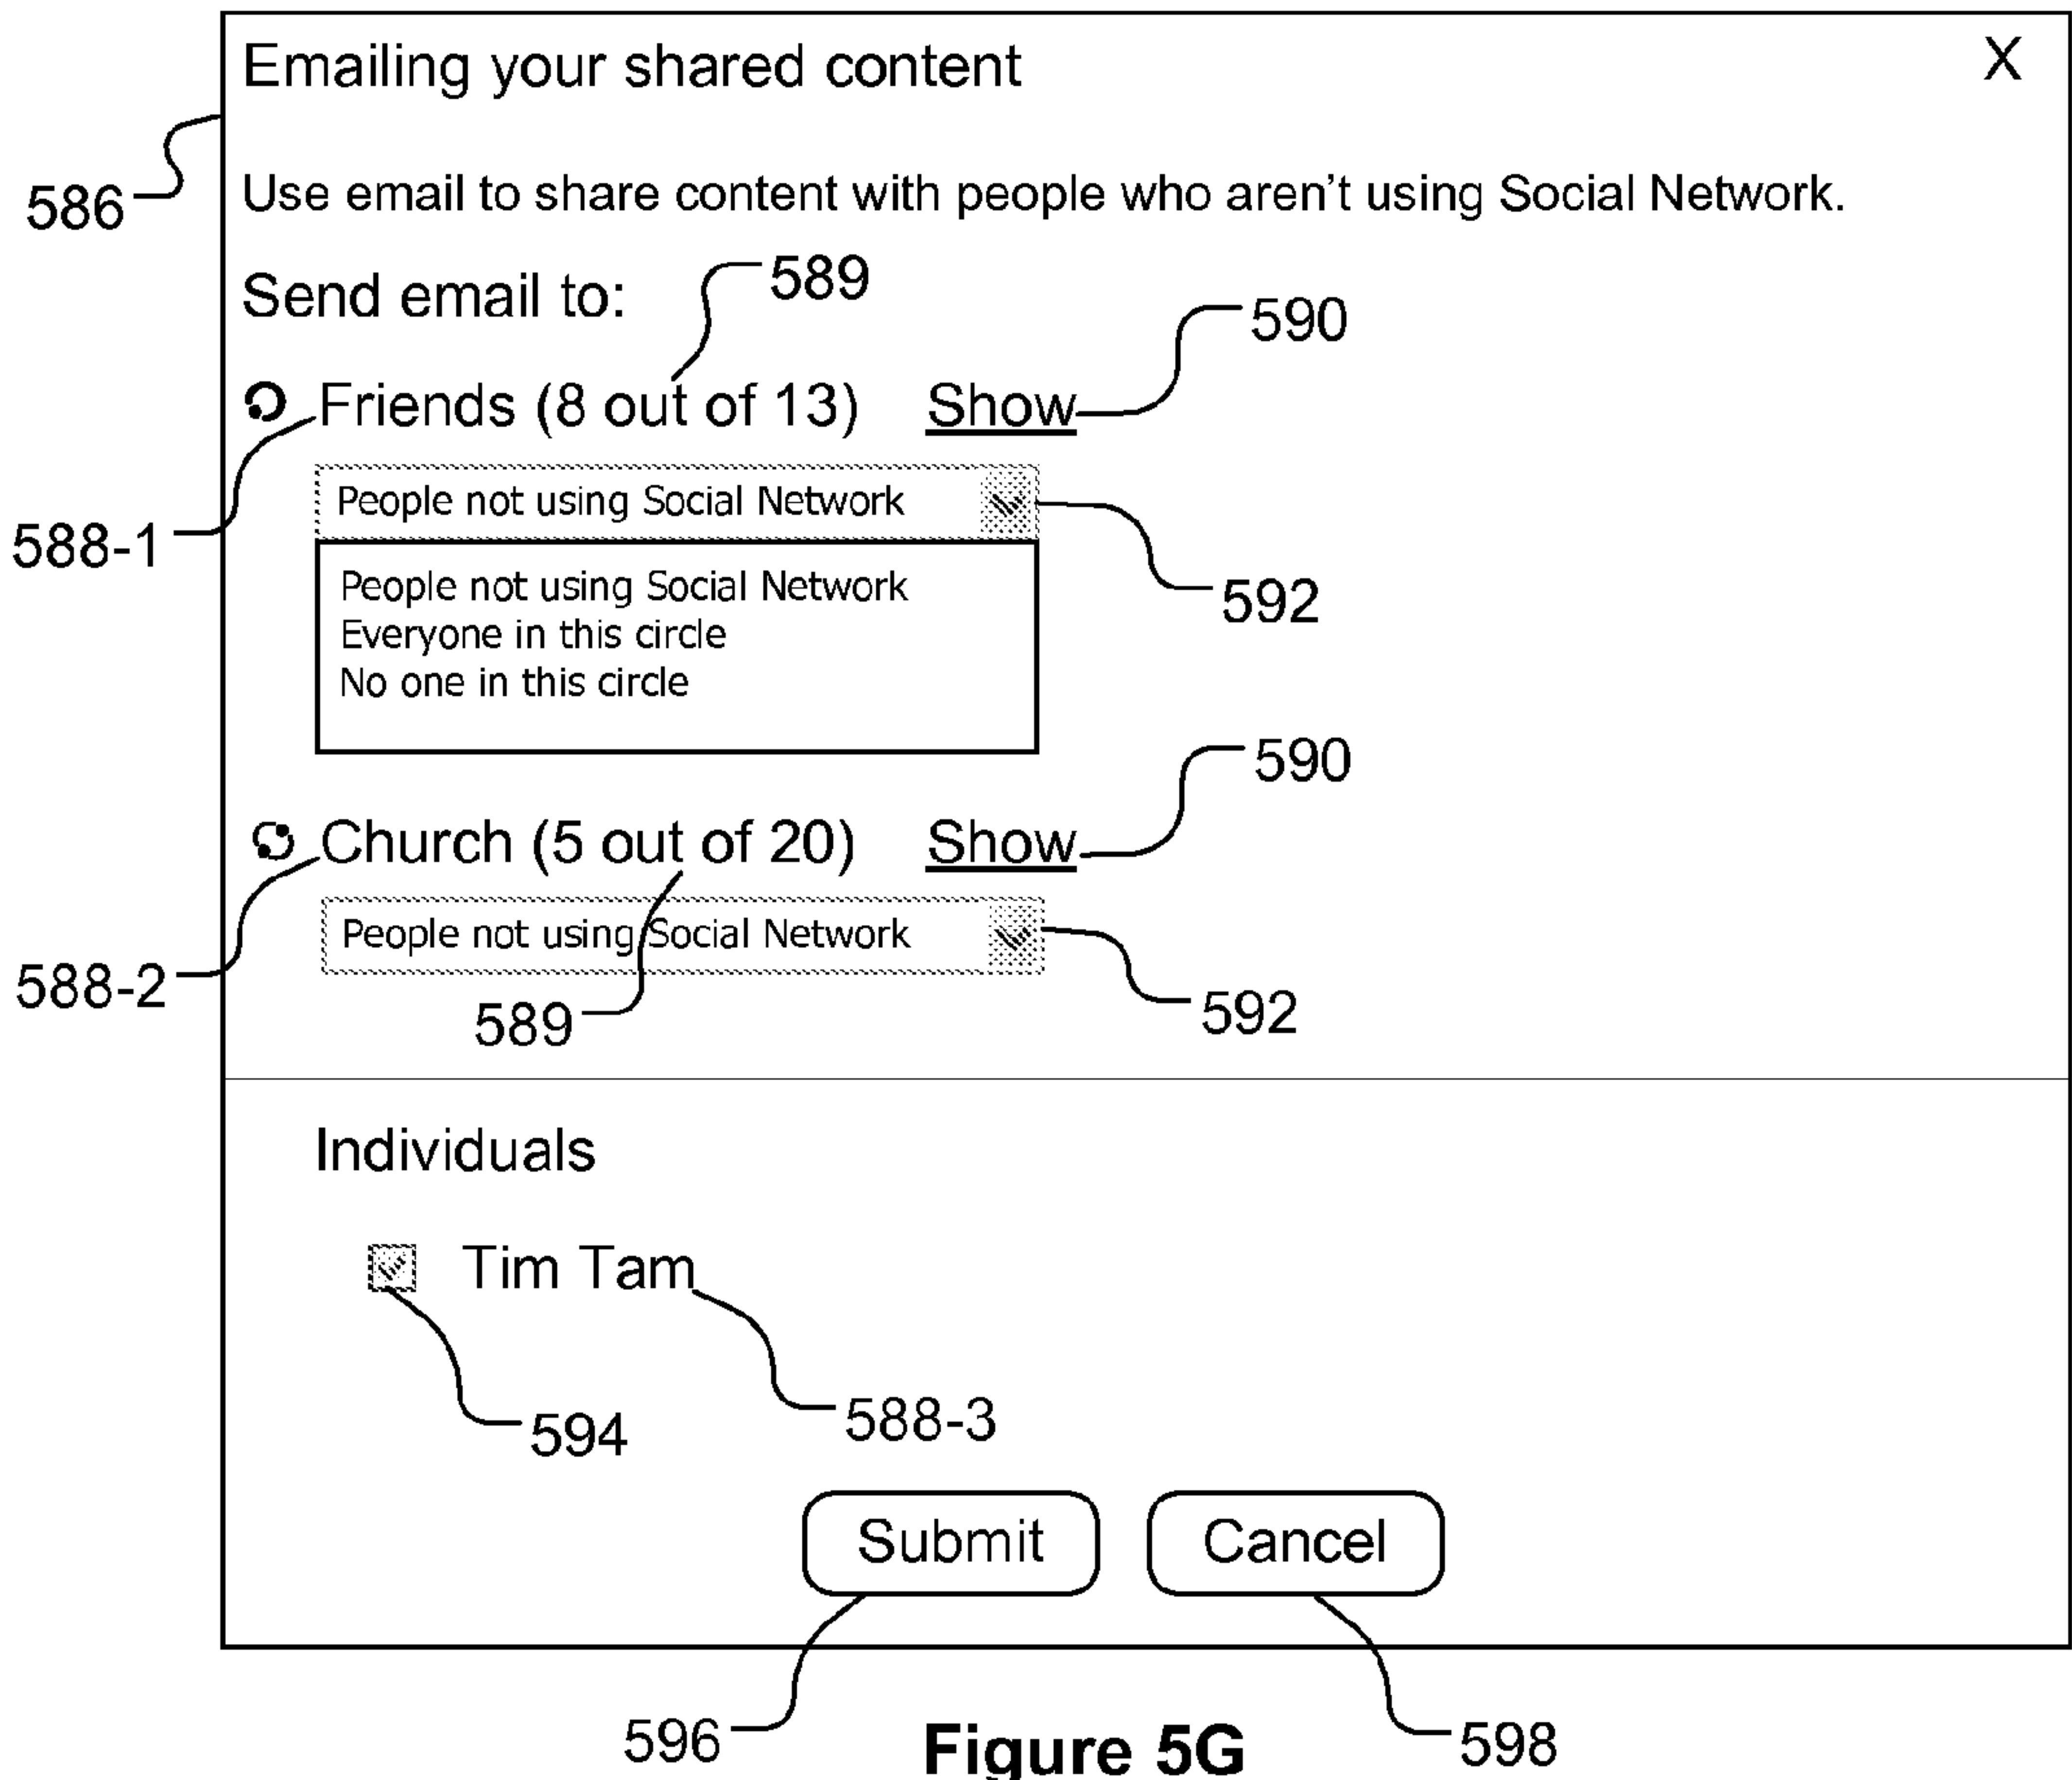 Emailing your shared content X
586
Use email to share content with people who aren't using Social Network.
Send email to:
589
590
Friends (8 out of 13) Show
588-1
People not using Social Network
592
People not using Social Network
Everyone in this circle
No one in this circle
590
Church (5 out of 20) Show
588-2
People not using Social Network
589
592
Individuals
Tim Tam
594
588-3
Submit Cancel
596
598
Figure 5G